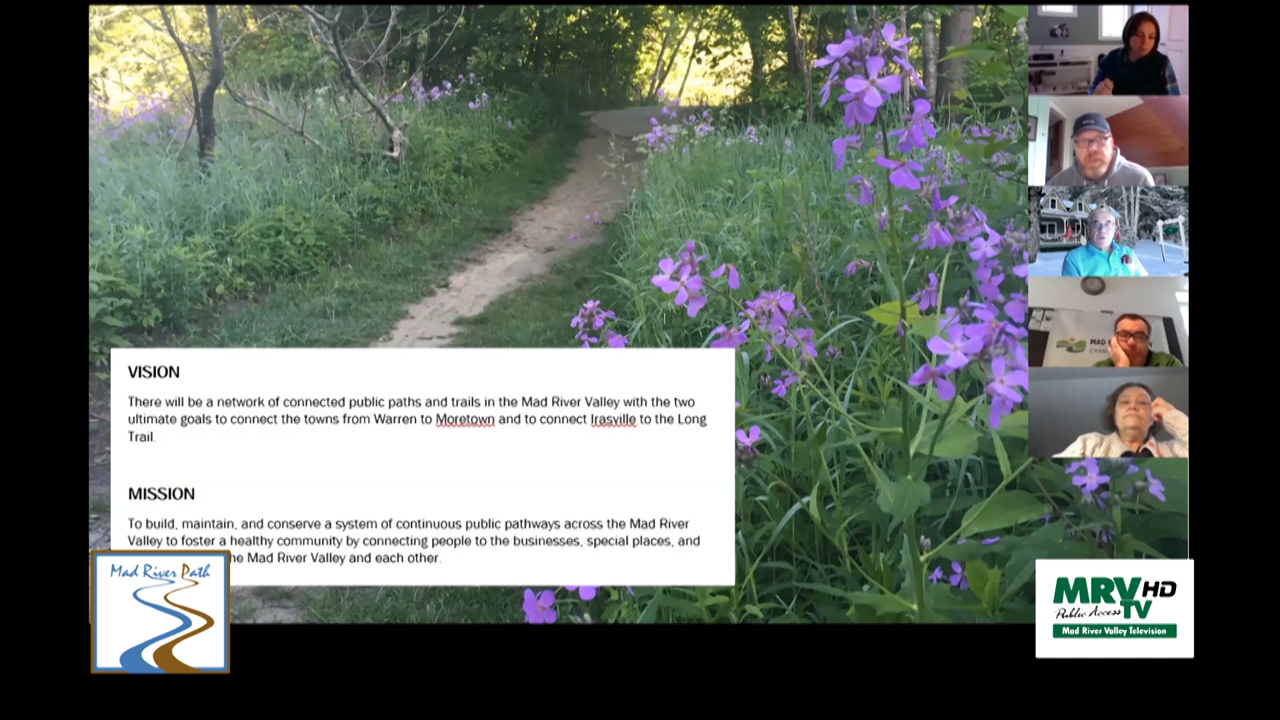 VISION
There will be a network of connected public paths and trails in the Mad River Valley with the two
ultimate goals to connect the towns from Warren to Moretown and to connect Irasville to the Long
Trail.
MISSION
To build, maintain, and conserve a system of continuous public pathways across the Mad River
Valley to foster a healthy community by connecting people to the businesses, special places, and
he Mad River Valley and each other.
Mad River Path
MAD
MRV HD
Public Access TV
Mad River Valley Television